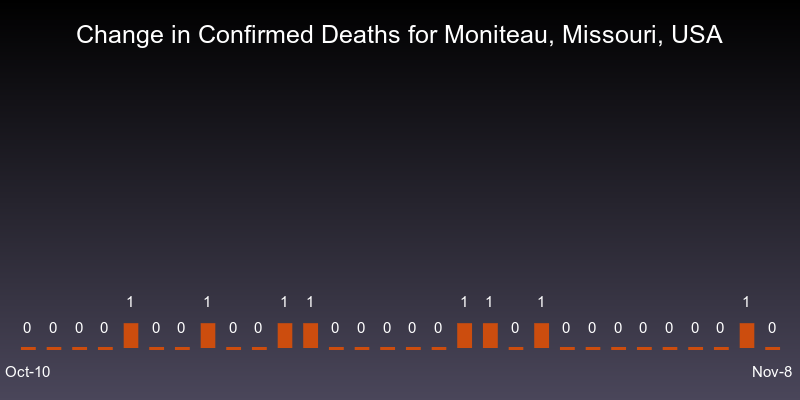 Change in Confirmed Deaths for Moniteau, Missouri, USA
0 0 0 0 1 0 0 1 0 0 1 1 0 0 0 0 0 1 1 0 1 0 0 0 0 0 0 0 1 0
Oct-10 Nov-8